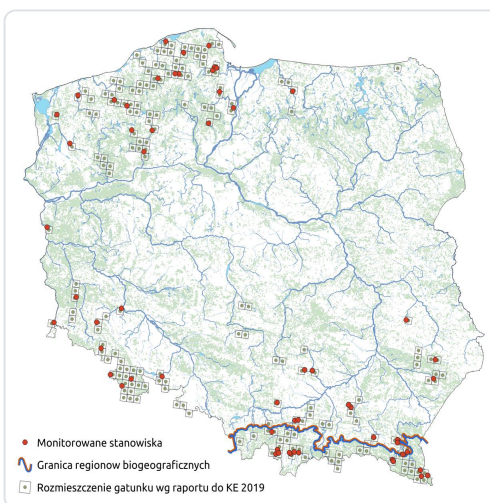 Monitorowane stanowiska
Granica regionow biogeograficznych
Rozmieszczenie gatunku wg raportu do KE 2019